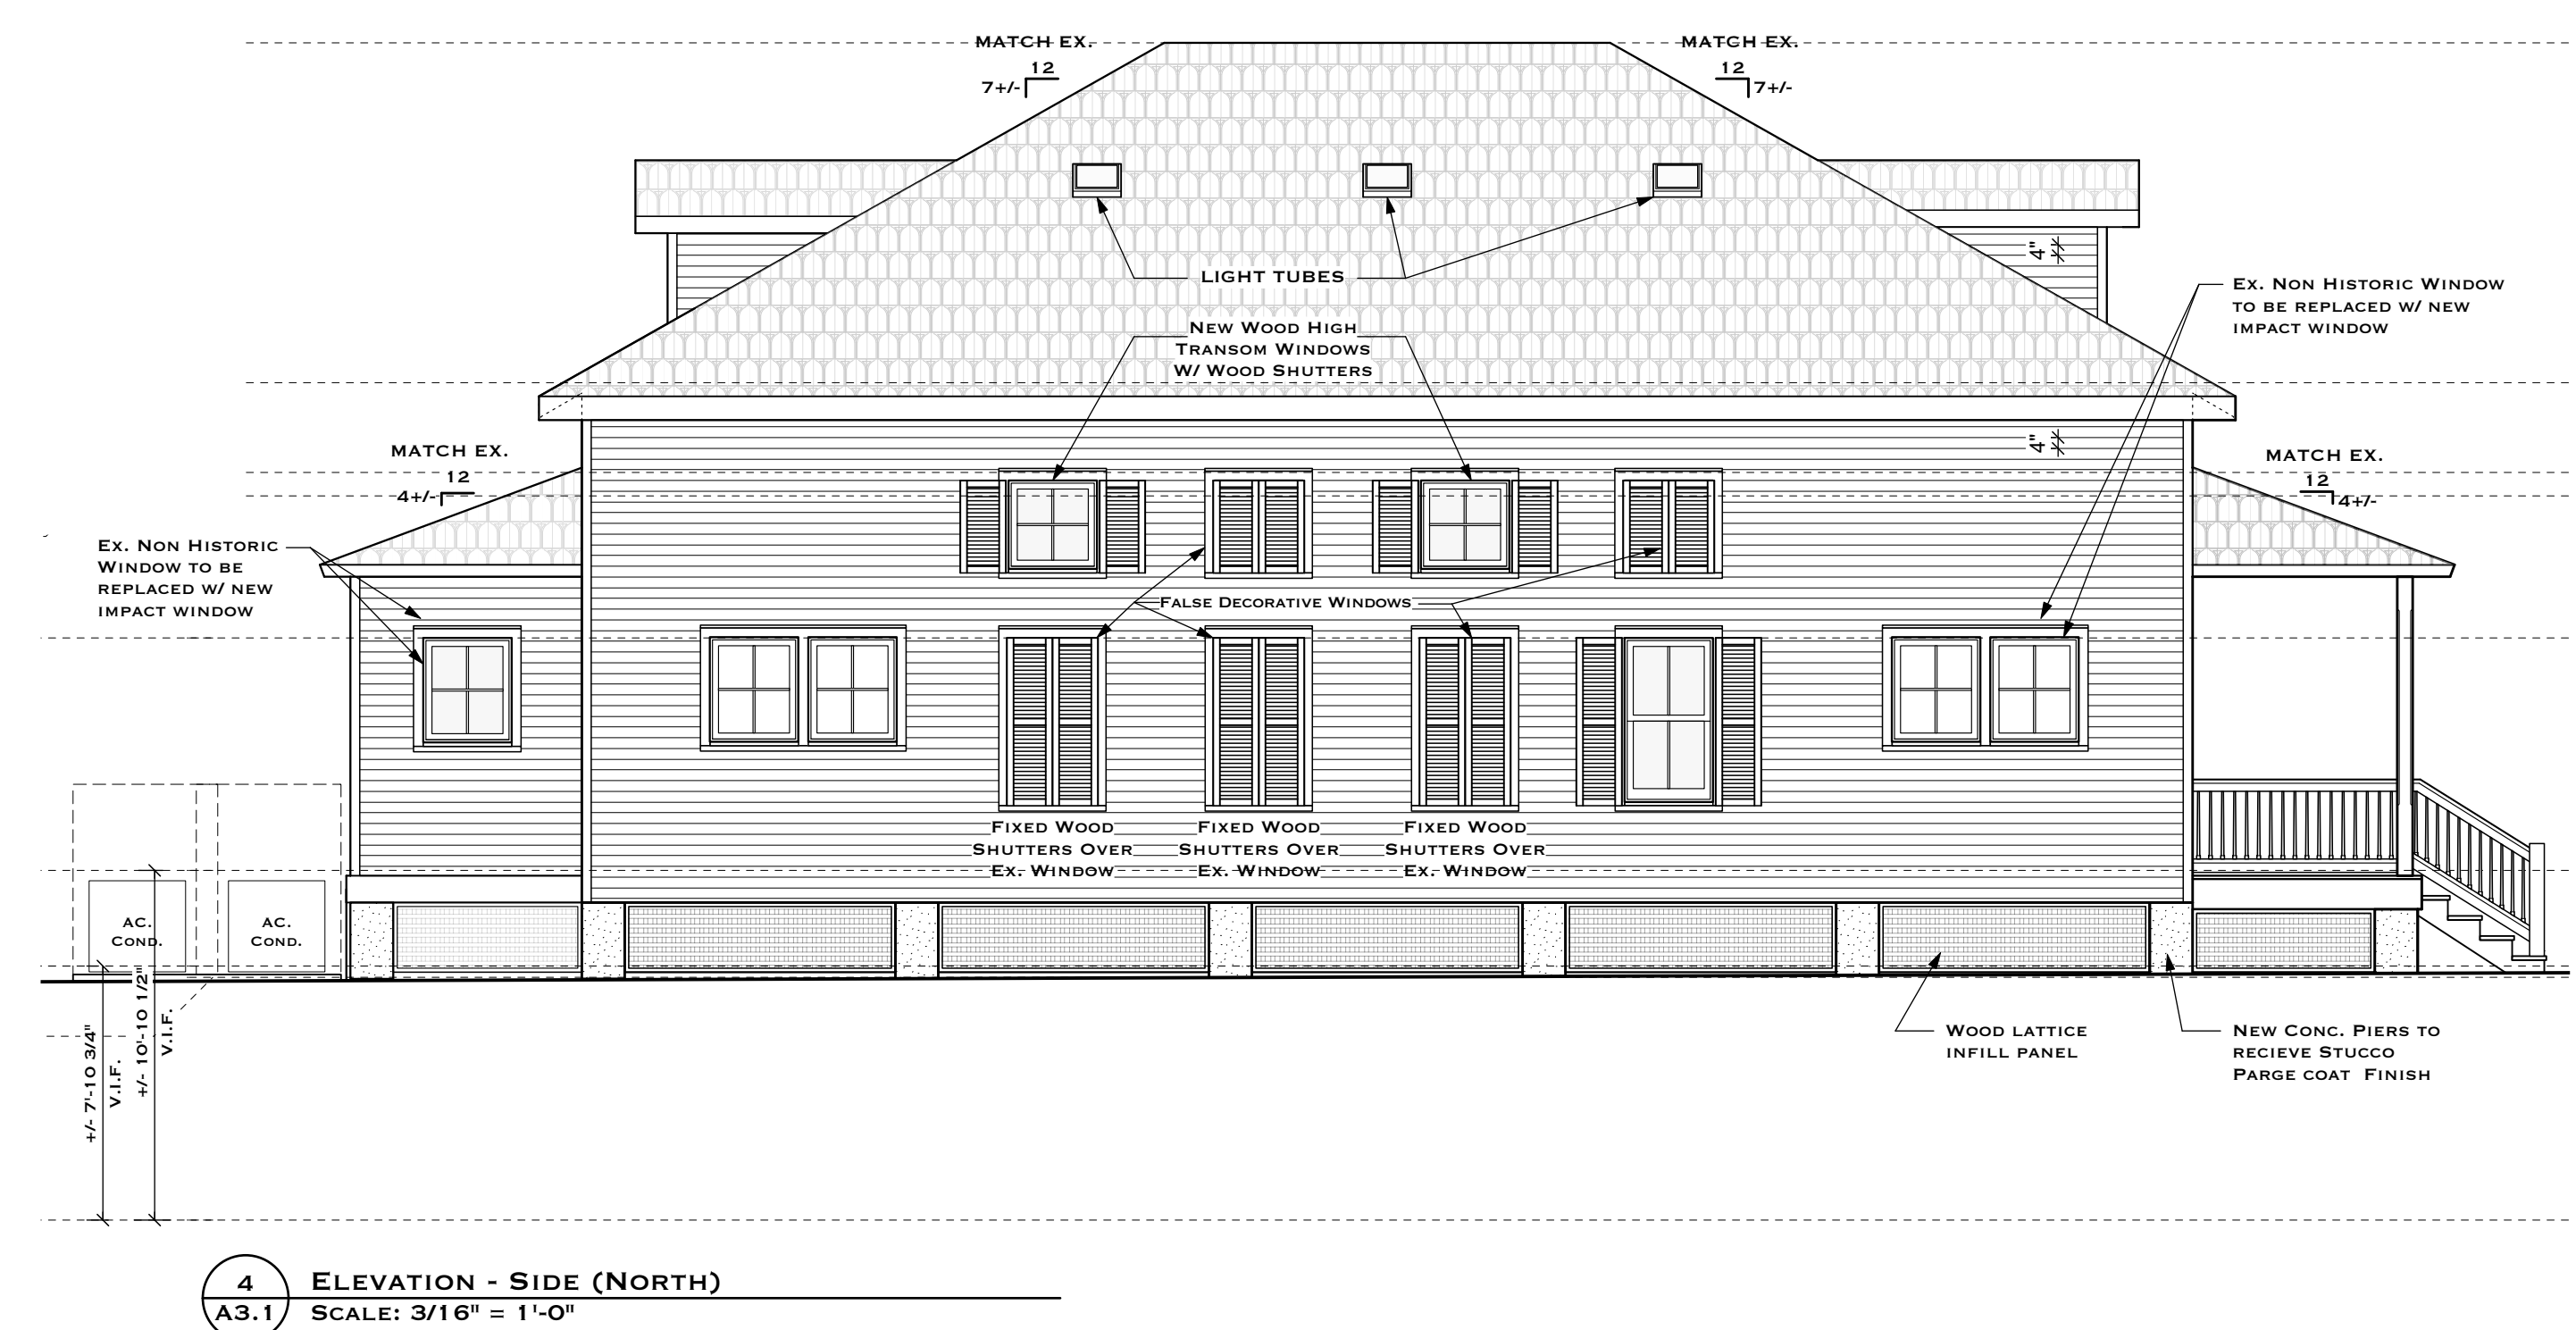 MATCH EX.
12
7+/-
MATCH EX.
12
7+/-
LIGHT TUBES
4"
EX. NON HISTORIC WINDOW
TO BE REPLACED W/ NEW
IMPACT WINDOW
NEW WOOD HIGH
TRANSOM WINDOWS
W/ WOOD SHUTTERS
4"
MATCH EX.
12
4+/-
MATCH EX.
12
4+/-
EX. NON HISTORIC
WINDOW TO BE
REPLACED W/ NEW
IMPACT WINDOW
FALSE DECORATIVE WINDOWS
FIXED WOOD
SHUTTERS OVER
EX. WINDOW
FIXED WOOD
SHUTTERS OVER
EX. WINDOW
FIXED WOOD
SHUTTERS OVER
EX. WINDOW
AC.
COND.
AC.
COND.
+/- 7'-10 3/4"
V.I.F.
+/- 10'-10 1/2"
V.I.F.
WOOD LATTICE
INFILL PANEL
NEW CONC. PIERS TO
RECIEVE STUCCO
PARGE COAT FINISH
4
A3.1
ELEVATION - SIDE (NORTH)
SCALE: 3/16" = 1'-0"